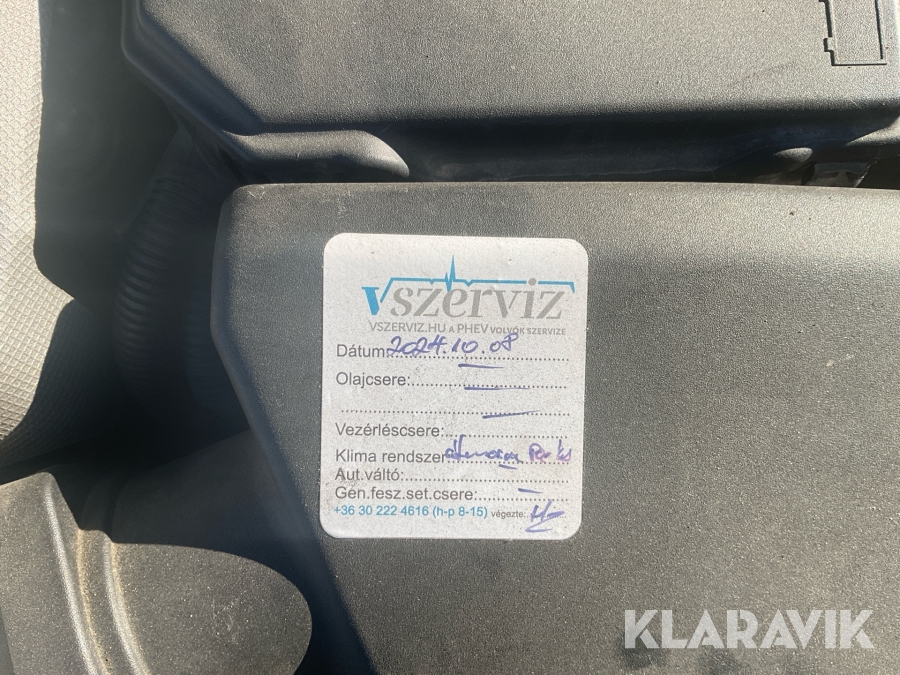 vszerviz
VSZERVIZ.HU A PHEV VOLVÓK SZERVIZE
Dátum: 2024.10.08
Olajcsere:
Vezérléscsere:
Klima rendszer
Aut.váltó:
Gen.fesz.set.csere:
+36 30 222 4616 (h-p 8-15) végezte:
KLARAVIK